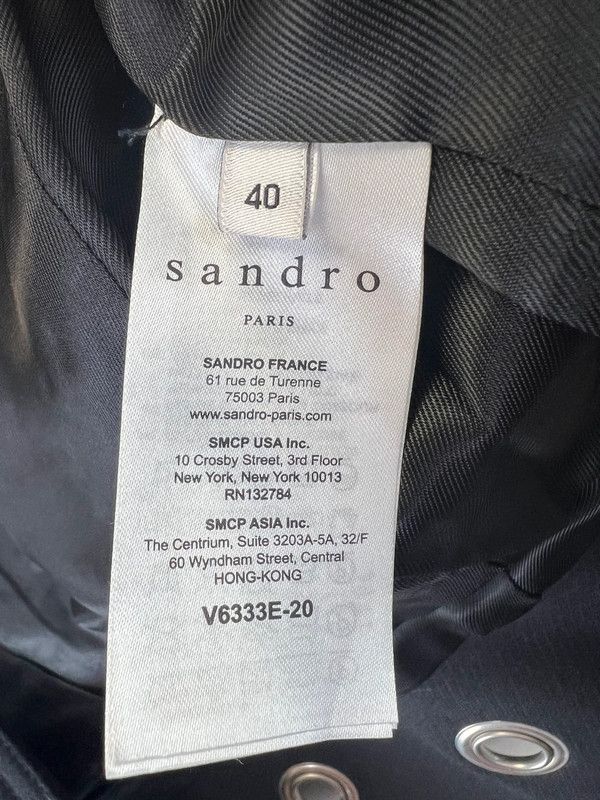 40
sandro
PARIS
SANDRO FRANCE
61 rue de Turenne
75003 Paris
www.sandro-paris.com
SMCP USA Inc.
10 Crosby Street, 3rd Floor
New York, New York 10013
RN132784
SMCP ASIA Inc.
The Centrium, Suite 3203A-5A, 32/F
60 Wyndham Street, Central
HONG-KONG
V6333E-20